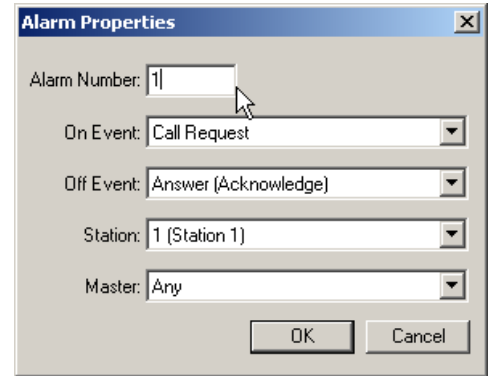 Alarm Properties
Alarm Number: 1
On Event: Call Request
Off Event: Answer (Acknowledge)
Station: 1 (Station 1)
Master: Any
OK Cancel